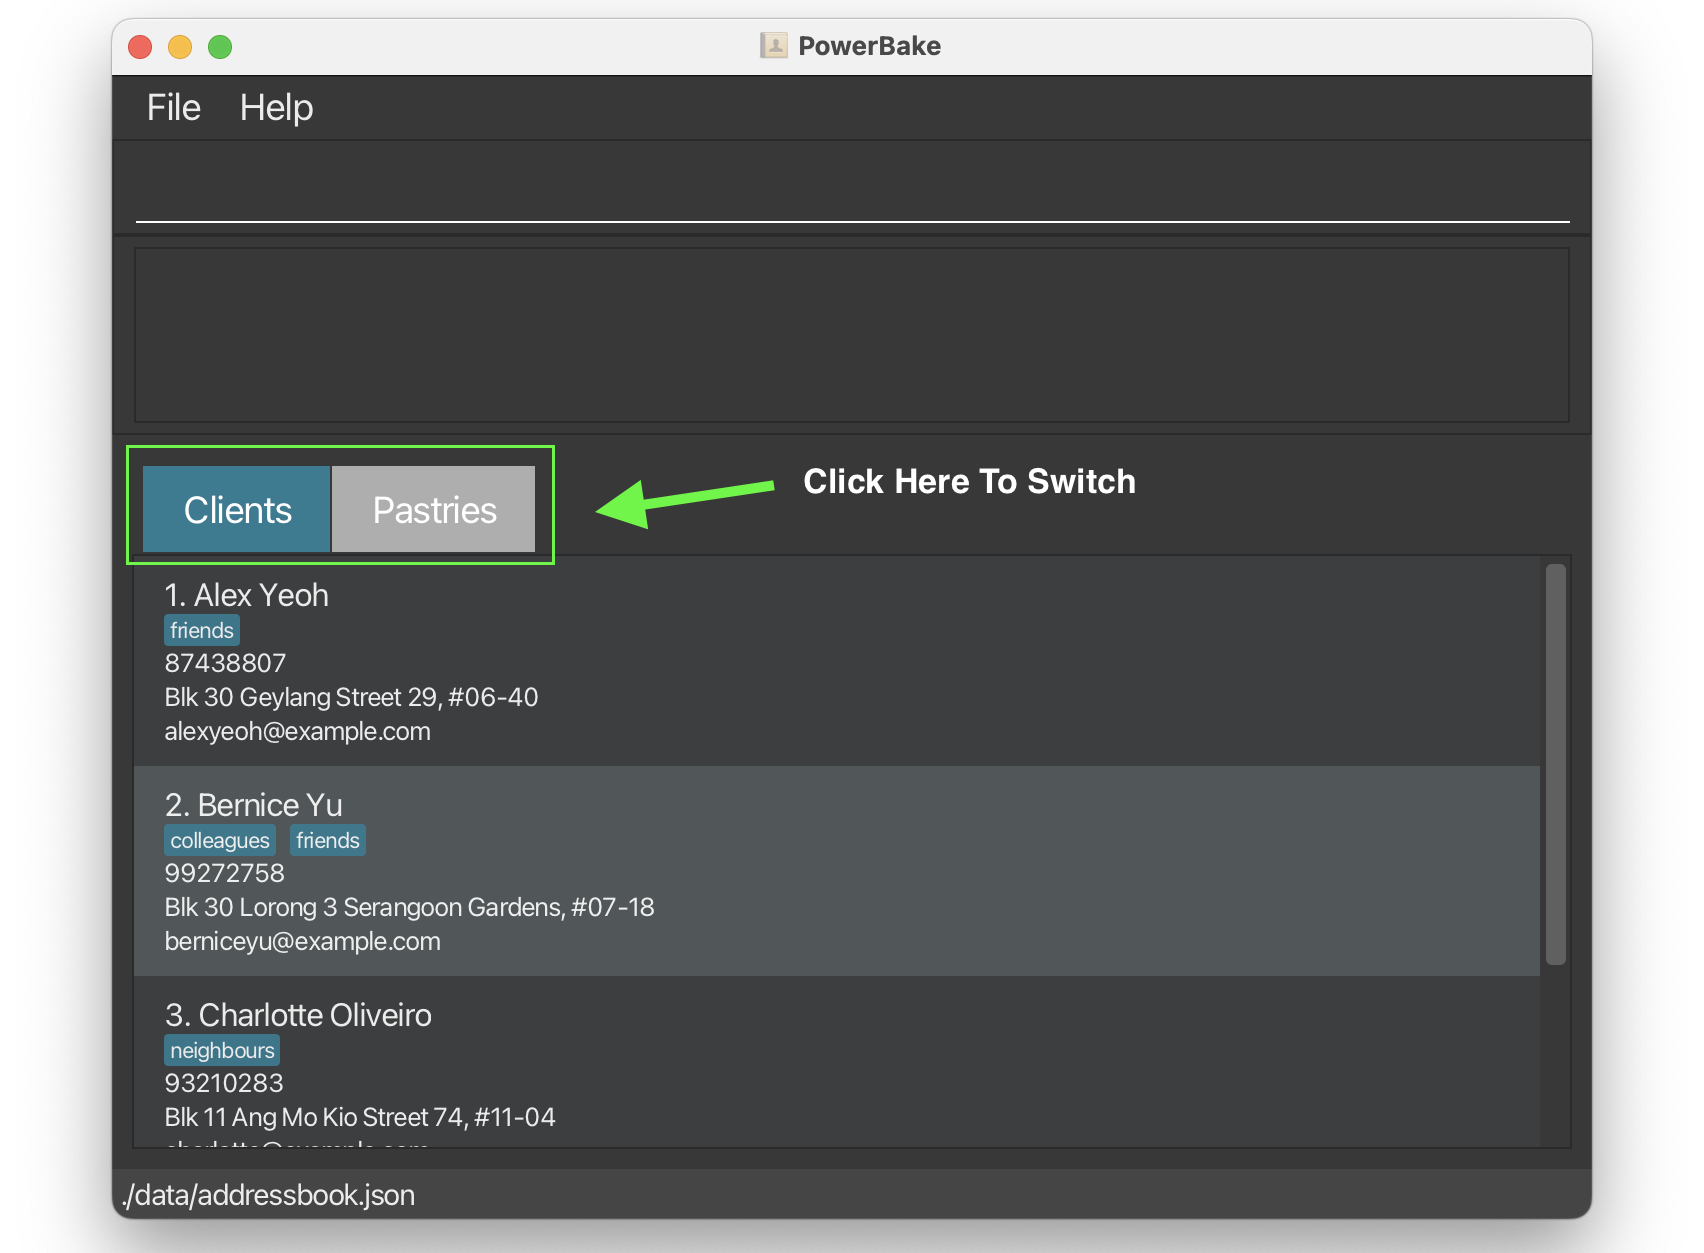 PowerBake
File Help
Click Here To Switch
Clients Pastries
1. Alex Yeoh
friends
87438807
Blk 30 Geylang Street 29, #06-40
alexyeoh@example.com
2. Bernice Yu
colleagues friends
99272758
Blk 30 Lorong 3 Serangoon Gardens, #07-18
berniceyu@example.com
3. Charlotte Oliveiro
neighbours
93210283
Blk 11 Ang Mo Kio Street 74, #11-04
./data/addressbook.json